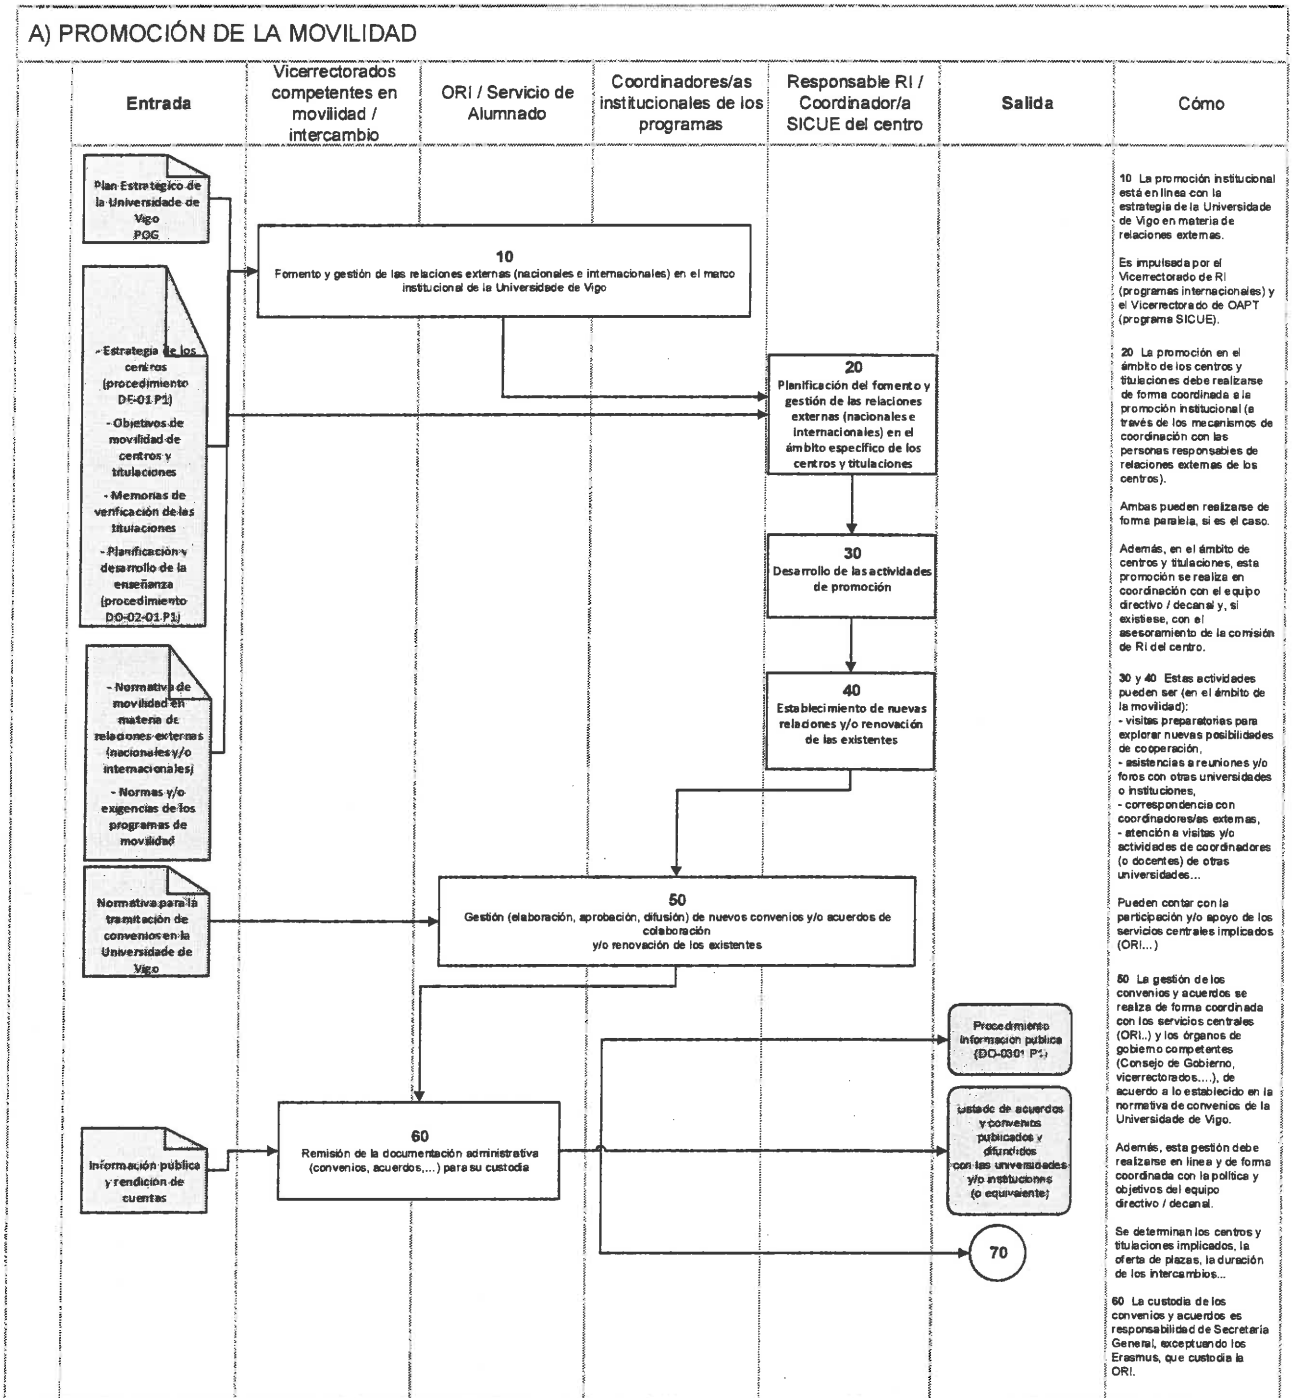 A) PROMOCIÓN DE LA MOVILIDAD
Entrada
Vicerrectorados
competentes en
movilidad /
intercambio
ORI / Servicio de
Alumnado
Coordinadores/as
institucionales de los
programas
Responsable RI /
Coordinador/a
SICUE del centro
Salida
Cómo
Plan Estratégico de
la Universidade de
Vigo
POG
- Estrategia de los
centros
(procedimiento
DE-01 P1)
- Objetivos de
movilidad de
centros y
titulaciones
- Memorias de
verificación de las
titulaciones
- Planificación y
desarrollo de la
enseñanza
(procedimiento
DO-02-01 P1)
- Normativa de
movilidad en
materia de
relaciones externas
(nacionales y/o
internacionales)
- Normas y/o
exigencias de los
programas de
movilidad
Normativa para la
tramitación de
convenios en la
Universidade de
Vigo
Información pública
y rendición de
cuentas
10
Fomento y gestión de las relaciones externas (nacionales e internacionales) en el marco
institucional de la Universidade de Vigo
20
Planificación del fomento y
gestión de las relaciones
externas (nacionales e
internacionales) en el
ámbito específico de los
centros y titulaciones
30
Desarrollo de las actividades
de promoción
40
Establecimiento de nuevas
relaciones y/o renovación
de las existentes
50
Gestión (elaboración, aprobación, difusión) de nuevos convenios y/o acuerdos de
colaboración
y/o renovación de los existentes
60
Remisión de la documentación administrativa
(convenios, acuerdos,...) para su custodia
Procedimiento
Información pública
(DO-0301 P1)
Listado de acuerdos
y convenios
publicados y
difundidos
con las universidades
y/o instituciones
(o equivalente)
70
10 La promoción institucional
está en línea con la
estrategia de la Universidade
de Vigo en materia de
relaciones externas.
Es impulsada por el
Vicerrectorado de RI
(programas internacionales) y
el Vicerrectorado de OAPT
(programa SICUE).
20 La promoción en el
ámbito de los centros y
titulaciones debe realizarse
de forma coordinada a la
promoción institucional (a
través de los mecanismos de
coordinación con las
personas responsables de
relaciones externas de los
centros).
Ambas pueden realizarse de
forma paralela, si es el caso.
Además, en el ámbito de
centros y titulaciones, esta
promoción se realiza en
coordinación con el equipo
directivo / decanal y, si
existiese, con el
asesoramiento de la comisión
de RI del centro.
30 y 40 Estas actividades
pueden ser (en el ámbito de
la movilidad):
- visitas preparatorias para
explorar nuevas posibilidades
de cooperación,
- asistencias a reuniones y/o
foros con otras universidades
o instituciones,
- correspondencia con
coordinadores/as externas,
- atención a visitas y/o
actividades de coordinadores
(o docentes) de otras
universidades...
Pueden contar con la
participación y/o apoyo de los
servicios centrales implicados
(ORI...)
50 La gestión de los
convenios y acuerdos se
realiza de forma coordinada
con los servicios centrales
(ORI..) y los órganos de
gobierno competentes
(Consejo de Gobierno,
vicerrectorados....), de
acuerdo a lo establecido en la
normativa de convenios de la
Universidade de Vigo.
Además, esta gestión debe
realizarse en línea y de forma
coordinada con la política y
objetivos del equipo
directivo / decanal.
Se determinan los centros y
titulaciones implicados, la
oferta de plazas, la duración
de los intercambios...
60 La custodia de los
convenios y acuerdos es
responsabilidad de Secretaría
General, exceptuando los
Erasmus, que custodia la
ORI.